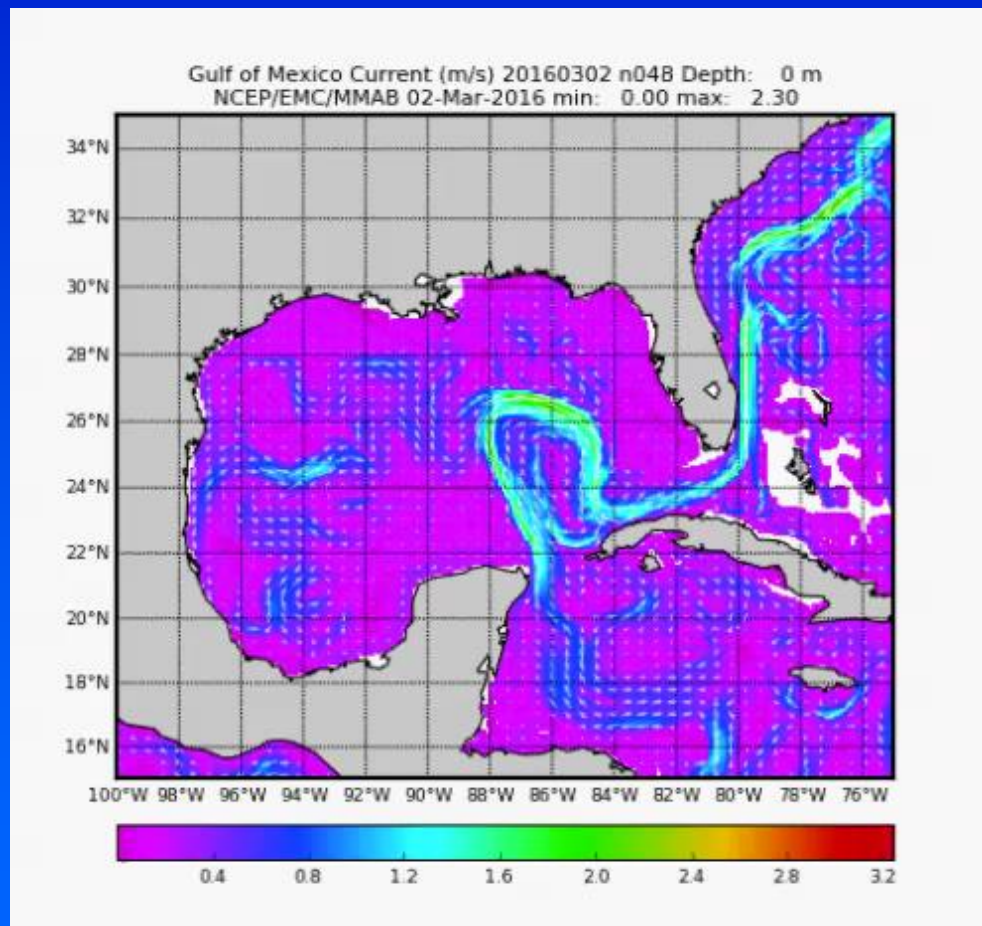 Gulf of Mexico Current (m/s) 20160302 n048 Depth: 0 m
NCEP/EMC/MMAB 02-Mar-2016 min: 0.00 max: 2.30
34°N
32°N
30°N
28°N
26°N
24°N
22°N
20°N
18°N
16°N
100°W 98°W 96°W 94°W 92°W 90°W 88°W 86°W 84°W 82°W 80°W 78°W 76°W
0.4 0.8 1.2 1.6 2.0 2.4 2.8 3.2